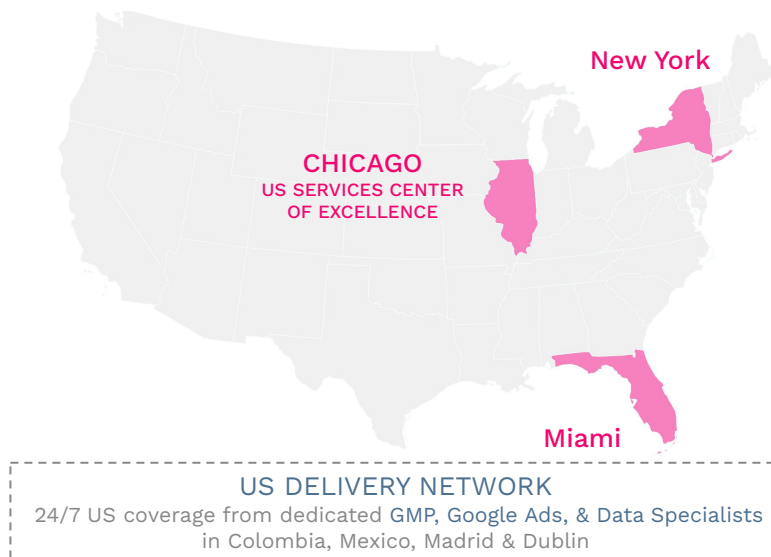 New York
CHICAGO
US SERVICES CENTER
OF EXCELLENCE
Miami
US DELIVERY NETWORK
24/7 US coverage from dedicated GMP, Google Ads, & Data Specialists
in Colombia, Mexico, Madrid & Dublin